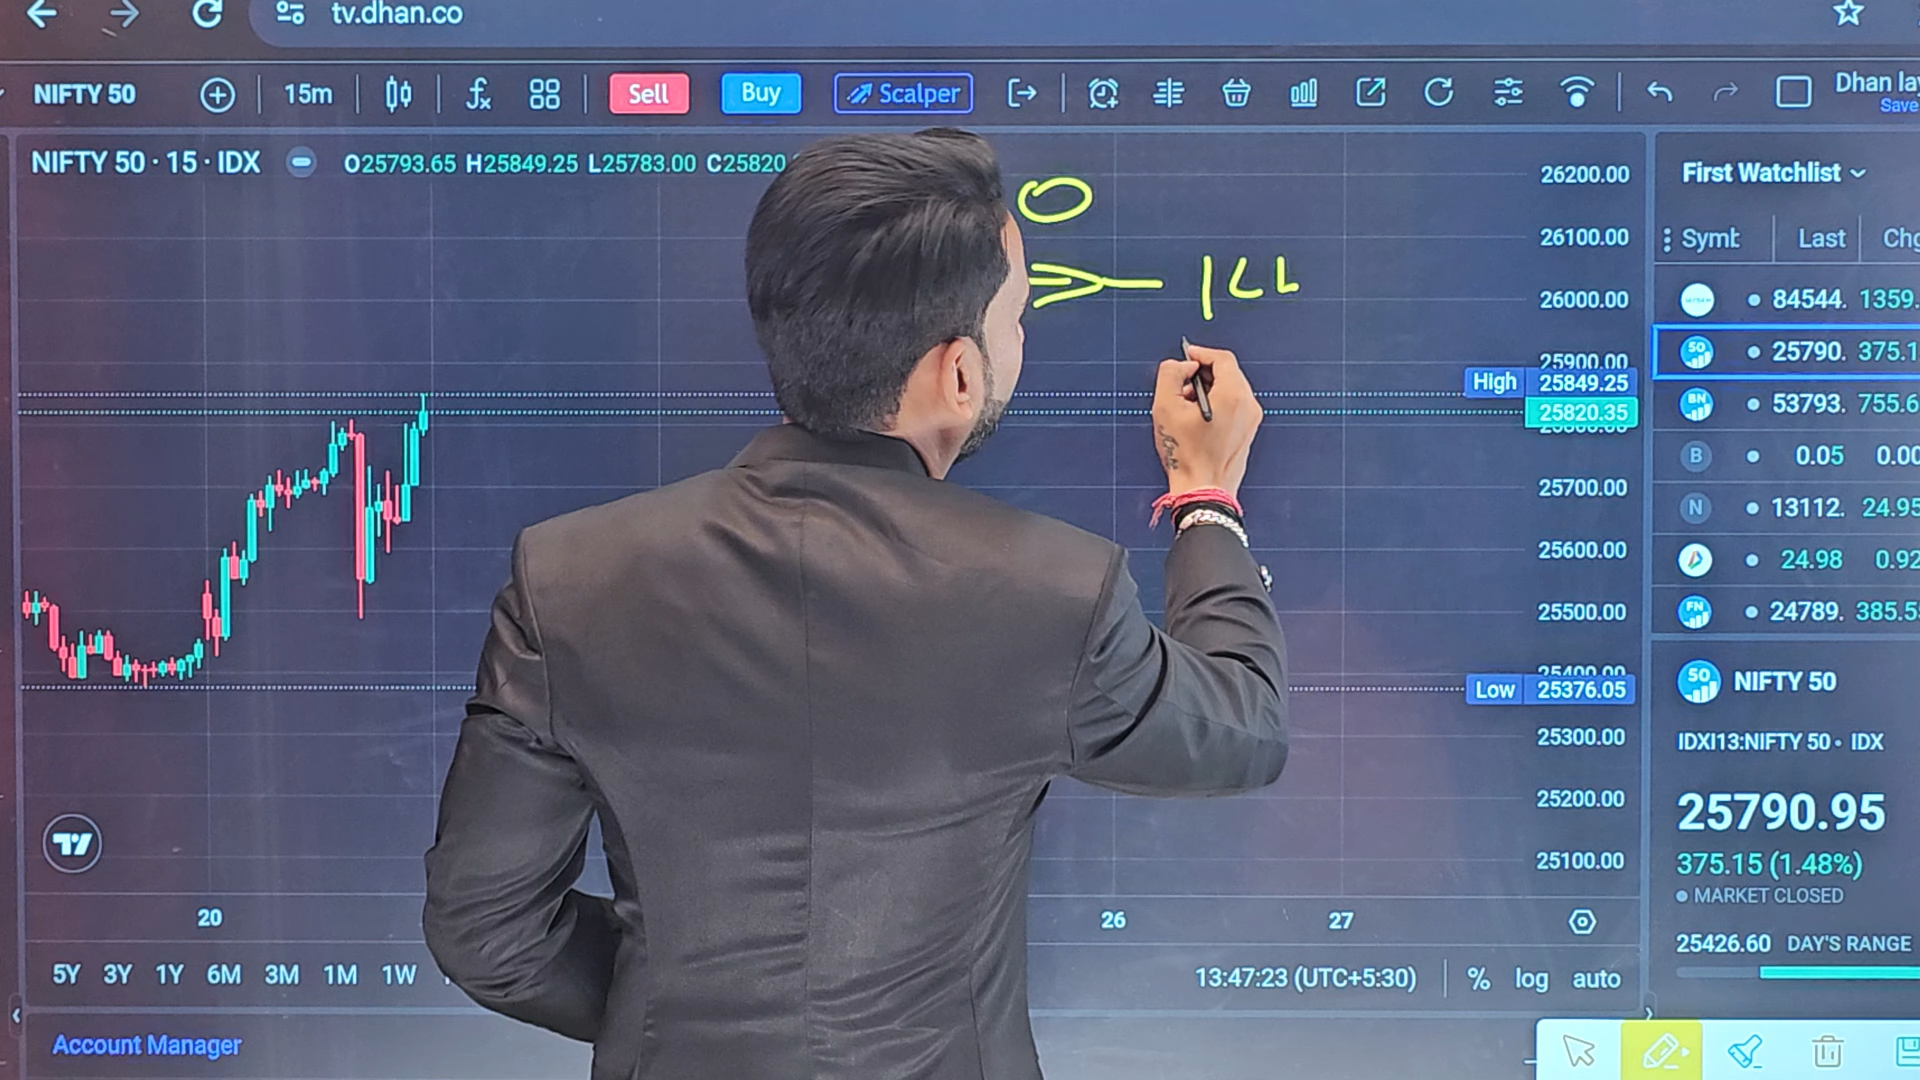 tv.dhan.co
NIFTY 50 15m Sell Buy Scalper Dhan lay
Save
NIFTY 50 · 15 · IDX O25793.65 H25849.25 L25783.00 C25820
26200.00
26100.00
26000.00
25900.00
High 25849.25
25820.35
25700.00
25600.00
25500.00
25400.00
Low 25376.05
25300.00
25200.00
25100.00
20 26 27
5Y 3Y 1Y 6M 3M 1M 1W
13:47:23 (UTC+5:30) % log auto
Account Manager
First Watchlist
Symb Last Chg
84544. 1359.
50 25790. 375.1
BN 53793. 755.6
B 0.05 0.00
N 13112. 24.95
24.98 0.92
FN 24789. 385.5
50 NIFTY 50
IDXI13:NIFTY 50 • IDX
25790.95
375.15 (1.48%)
MARKET CLOSED
25426.60 DAY'S RANGE